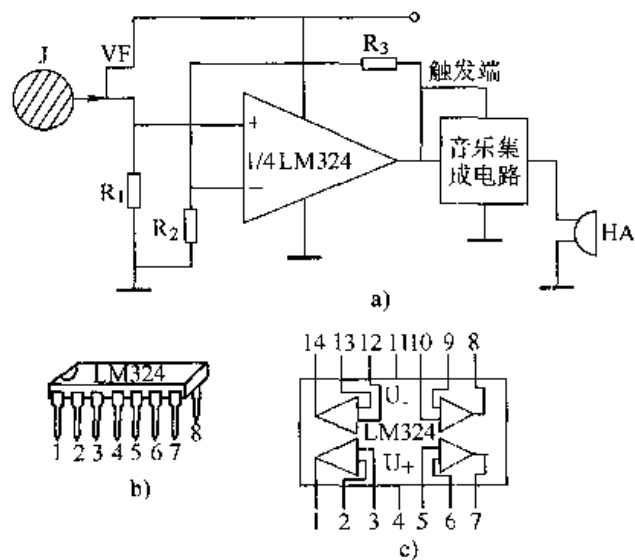 J
VF
R₃
触发端
+
1/4 LM324
−
音乐集
成电路
R₁
R₂
HA
a)
LM324
1 2 3 4 5 6 7 8
b)
14 13 12 11 10 9 8
U-
LM324
U+
1 2 3 4 5 6 7
c)